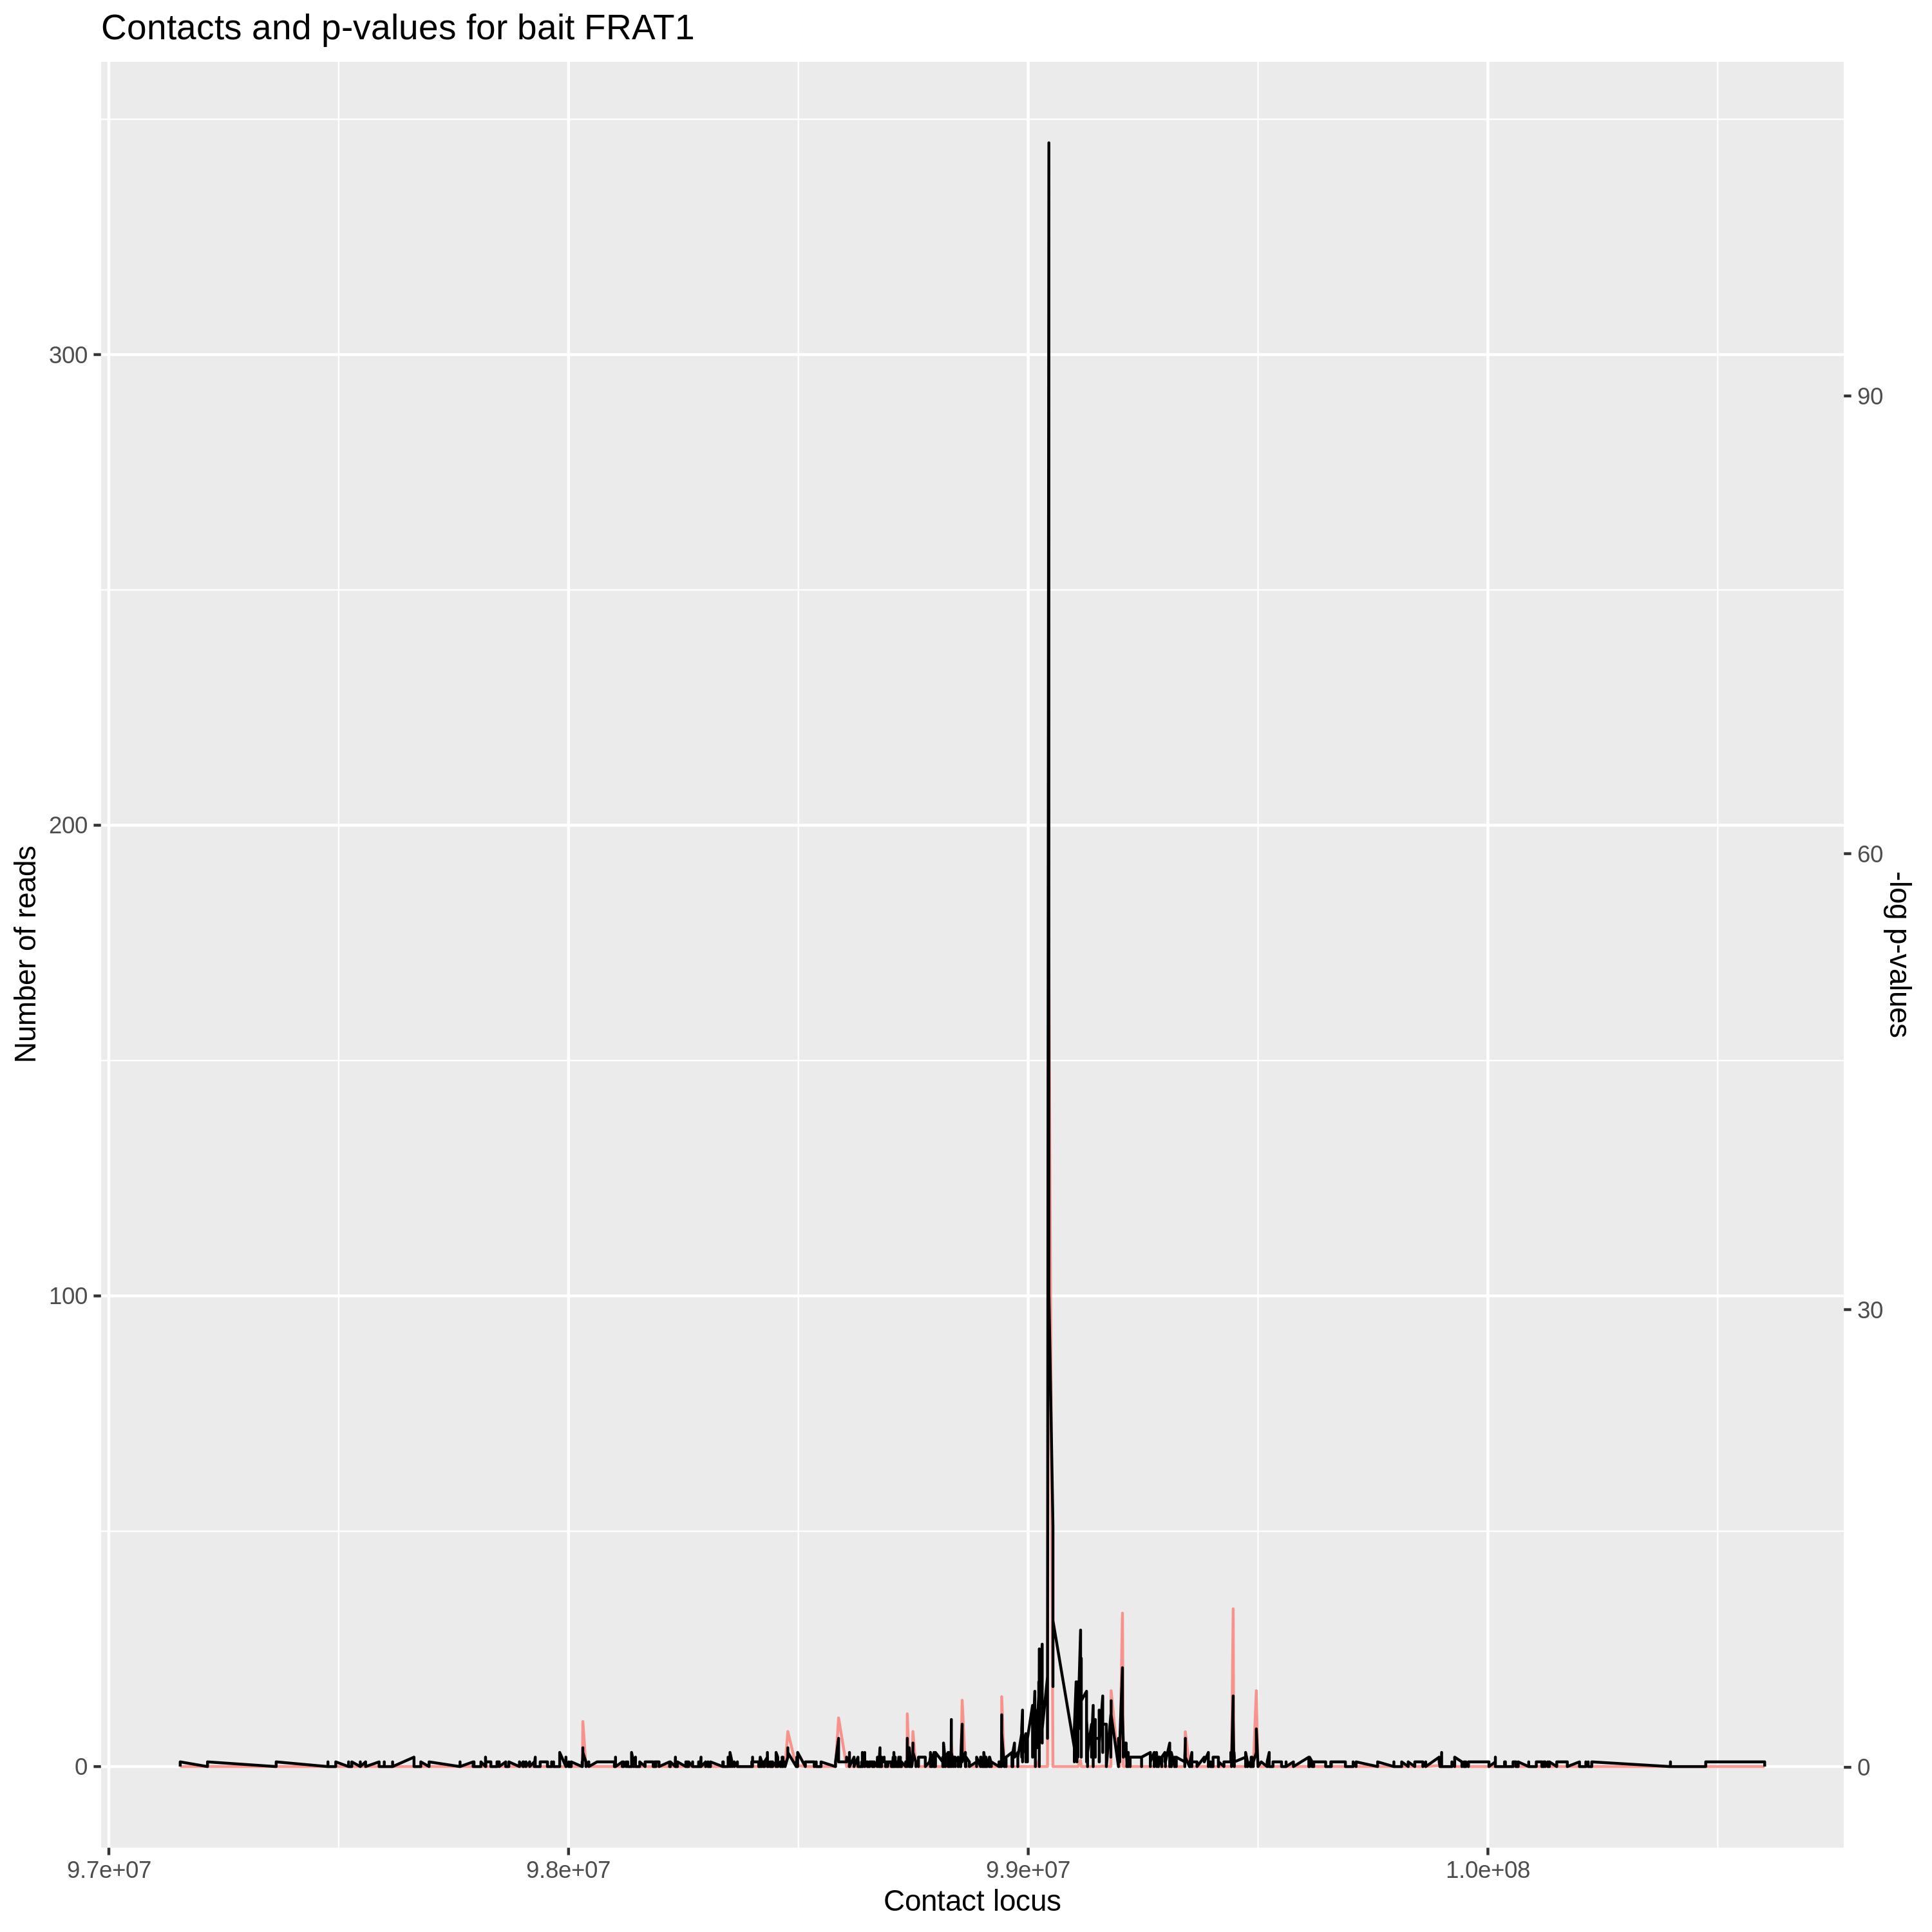 Contacts and p-values for bait FRAT1
Number of reads
300
200
100
0
90
60
30
0
-log p-values
9.7e+07
9.8e+07
9.9e+07
1.0e+08
Contact locus